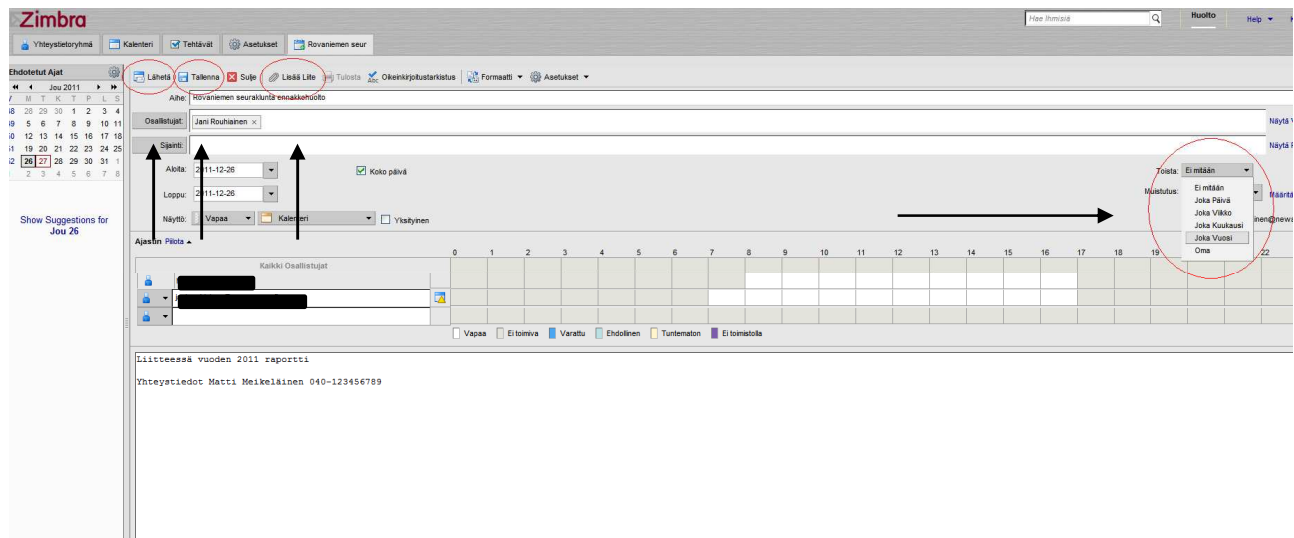 Zimbra
Hae Ihmisiä
Huolto
Help
Yhteystietoryhmä
Kalenteri
Tehtävät
Asetukset
Rovaniemen seur
Ehdotetut Ajat
Jou 2011
M T K T P L S
28 29 30 1 2 3 4
5 6 7 8 9 10 11
12 13 14 15 16 17 18
19 20 21 22 23 24 25
26 27 28 29 30 31 1
2 3 4 5 6 7 8
Show Suggestions for
Jou 26
Lähetä Tallenna Sulje Lisää Liite Tulosta Oikeinkirjoitustarkistus Formaatti Asetukset
Aihe: Rovaniemen seuraklunta ennakkohuolto
Osallistujat: Jani Rouhiainen × Näytä
Sijainti: Näytä
Aloita: 2011-12-26 Koko päivä Toista: Ei mitään
Loppu: 2011-12-26 Muistutus:
Näyttö: Vapaa Kalenteri Yksityinen
Ei mitään
Joka Päivä
Joka Viikko
Joka Kuukausi
Joka Vuosi
Oma
Ajastin Piilota
0 1 2 3 4 5 6 7 8 9 10 11 12 13 14 15 16 17 18 19 22
Kaikki Osallistujat
Vapaa Ei toimiva Varattu Ehdollinen Tuntematon Ei toimistolla
Liitteessä vuoden 2011 raportti
Yhteystiedot Matti Meikeläinen 040-123456789